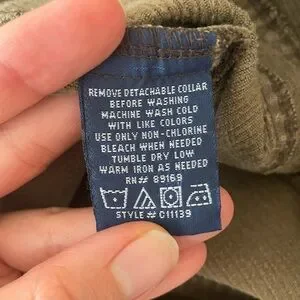 REMOVE DETACHABLE COLLAR
BEFORE WASHING
MACHINE WASH COLD
WITH LIKE COLORS
USE ONLY NON-CHLORINE
BLEACH WHEN NEEDED
TUMBLE DRY LOW
WARM IRON AS NEEDED
RN# 89169
STYLE# C11139